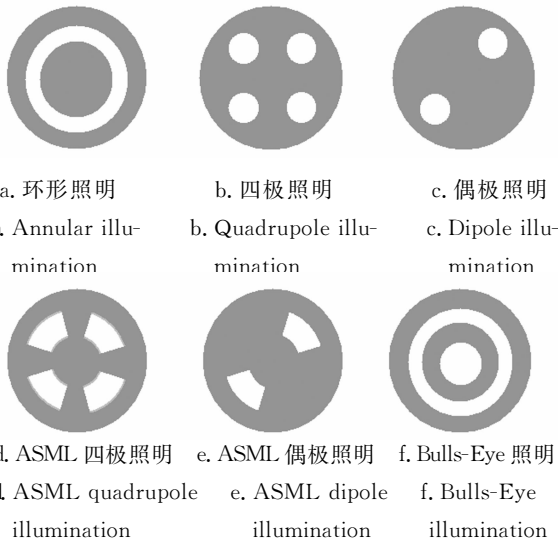 a. 环形照明 b. 四极照明 c. 偶极照明
. Annular illu- b. Quadrupole illu- c. Dipole illu-
mination mination mination
d. ASML 四极照明 e. ASML 偶极照明 f. Bulls-Eye 照明
d. ASML quadrupole e. ASML dipole f. Bulls-Eye
illumination illumination illumination